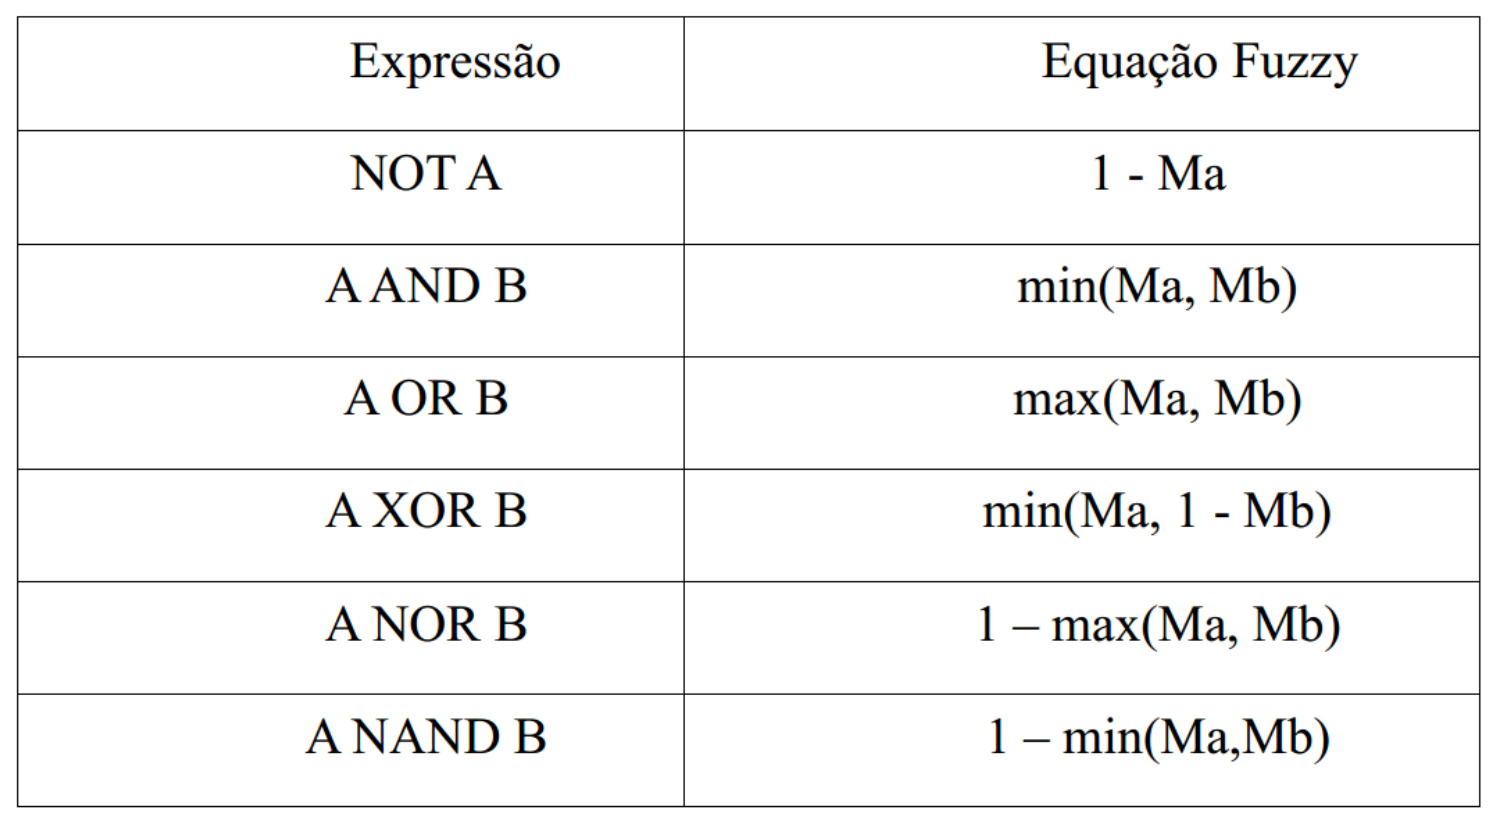 Expressão Equação Fuzzy
NOT A 1 - Ma
A AND B min(Ma, Mb)
A OR B max(Ma, Mb)
A XOR B min(Ma, 1 - Mb)
A NOR B 1 – max(Ma, Mb)
A NAND B 1 – min(Ma,Mb)